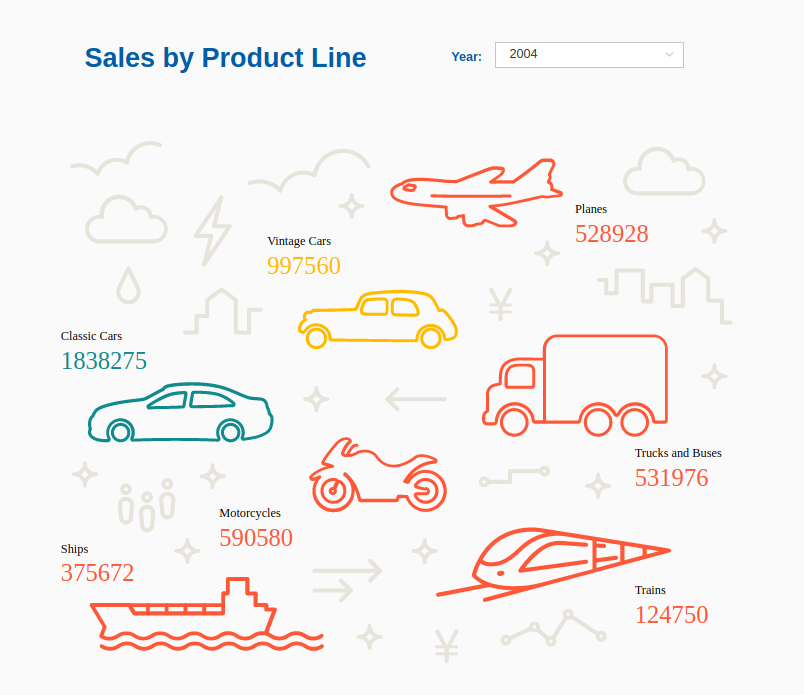 Sales by Product Line
Year: 2004
Planes
528928
Vintage Cars
997560
Classic Cars
1838275
Trucks and Buses
531976
Motorcycles
590580
Ships
375672
Trains
124750